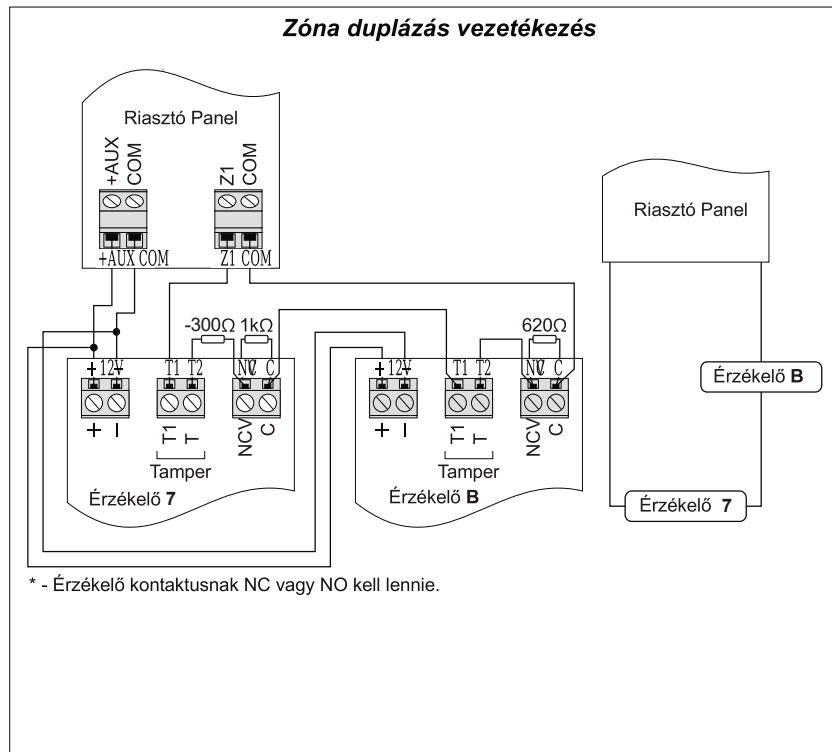 Zóna duplázás vezetékezés
Riasztó Panel
+AUX
COM
Z1
COM
+AUX COM
Z1 COM
-300Ω 1kΩ
620Ω
+ 12V -
T1 T2
NC C
+ 12V -
T1 T2
NC C
+ -
T1
T
NCV
C
Tamper
Érzékelő 7
+ -
T1
T
NCV
C
Tamper
Érzékelő B
* - Érzékelő kontaktusnak NC vagy NO kell lennie.
Riasztó Panel
Érzékelő B
Érzékelő 7